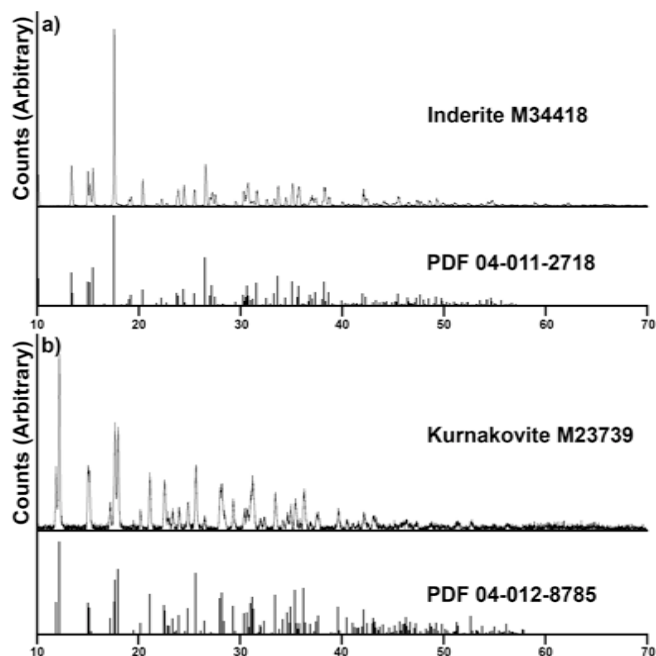 a)
Counts (Arbitrary)
Inderite M34418
PDF 04-011-2718
10 20 30 40 50 60 70
b)
Counts (Arbitrary)
Kurnakovite M23739
PDF 04-012-8785
10 20 30 40 50 60 70